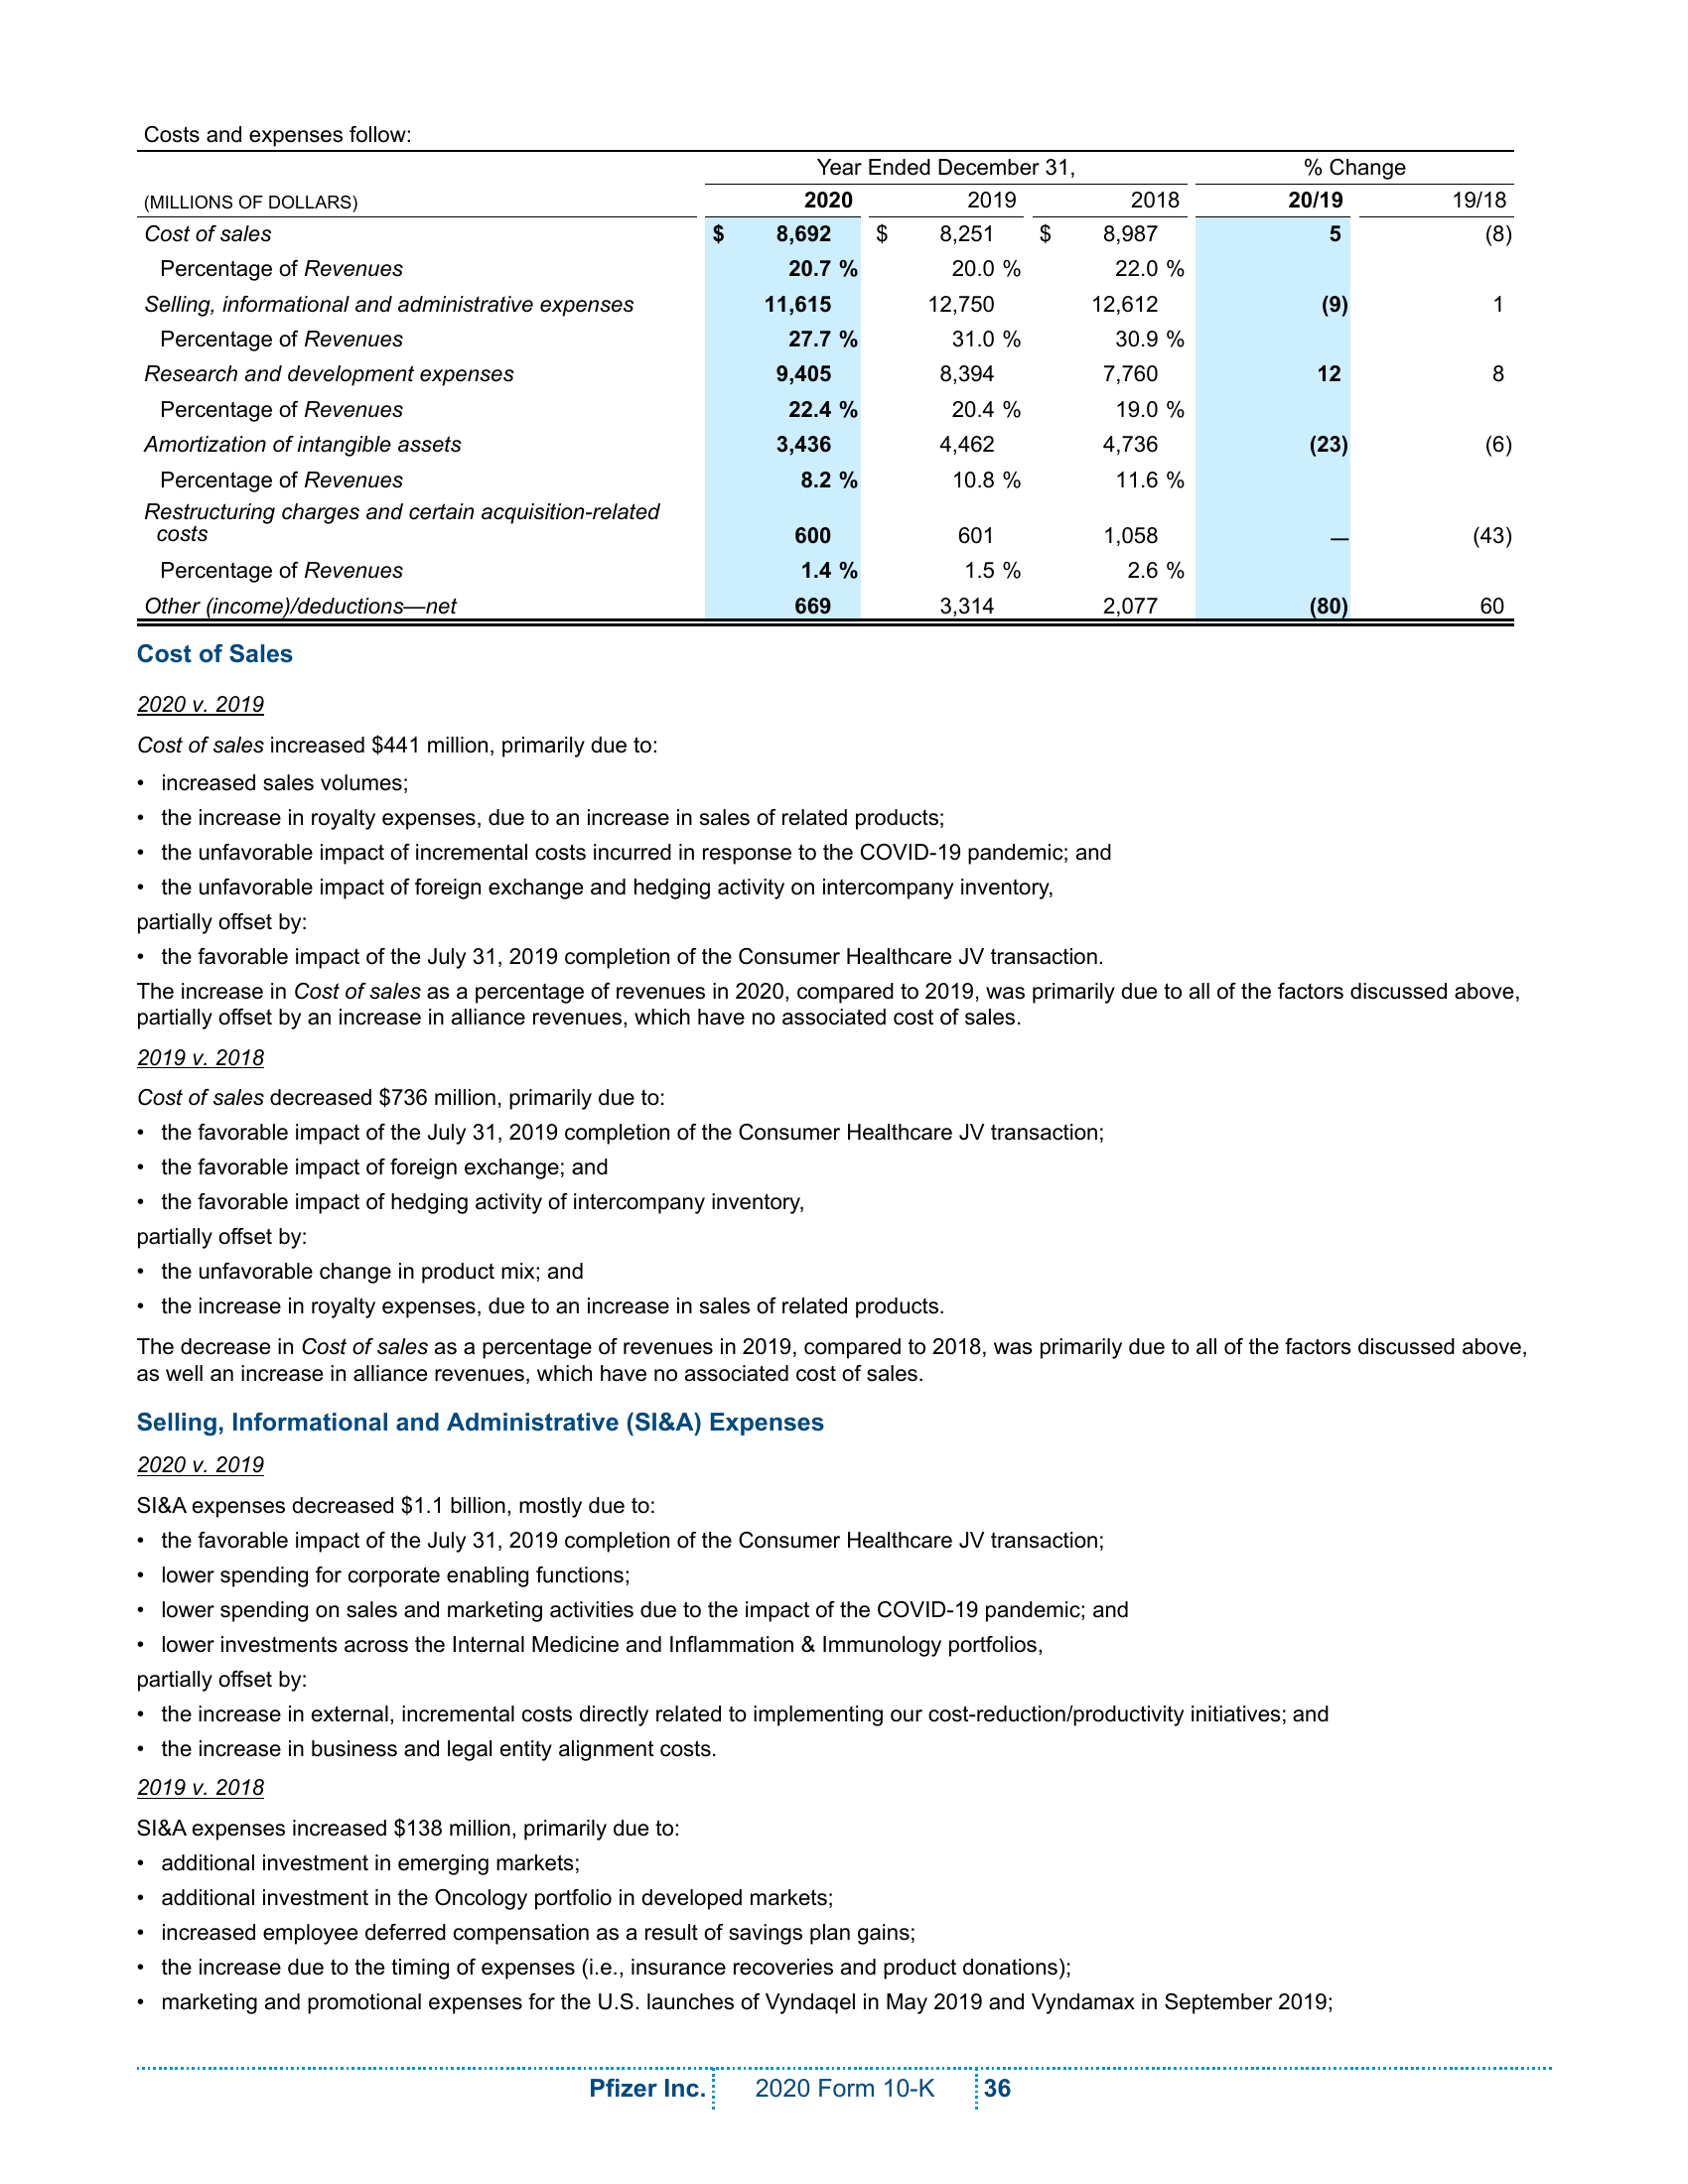 Costs and expenses follow:
Year Ended December 31, % Change
(MILLIONS OF DOLLARS) 2020 2019 2018 20/19 19/18
Cost of sales $ 8,692 $ 8,251 $ 8,987 5 (8)
Percentage of Revenues 20.7 % 20.0 % 22.0 %
Selling, informational and administrative expenses 11,615 12,750 12,612 (9) 1
Percentage of Revenues 27.7 % 31.0 % 30.9 %
Research and development expenses 9,405 8,394 7,760 12 8
Percentage of Revenues 22.4 % 20.4 % 19.0 %
Amortization of intangible assets 3,436 4,462 4,736 (23) (6)
Percentage of Revenues 8.2 % 10.8 % 11.6 %
Restructuring charges and certain acquisition-related
costs 600 601 1,058 — (43)
Percentage of Revenues 1.4 % 1.5 % 2.6 %
Other (income)/deductions—net 669 3,314 2,077 (80) 60
Cost of Sales
2020 v. 2019
Cost of sales increased $441 million, primarily due to:
• increased sales volumes;
• the increase in royalty expenses, due to an increase in sales of related products;
• the unfavorable impact of incremental costs incurred in response to the COVID-19 pandemic; and
• the unfavorable impact of foreign exchange and hedging activity on intercompany inventory,
partially offset by:
• the favorable impact of the July 31, 2019 completion of the Consumer Healthcare JV transaction.
The increase in Cost of sales as a percentage of revenues in 2020, compared to 2019, was primarily due to all of the factors discussed above,
partially offset by an increase in alliance revenues, which have no associated cost of sales.
2019 v. 2018
Cost of sales decreased $736 million, primarily due to:
• the favorable impact of the July 31, 2019 completion of the Consumer Healthcare JV transaction;
• the favorable impact of foreign exchange; and
• the favorable impact of hedging activity of intercompany inventory,
partially offset by:
• the unfavorable change in product mix; and
• the increase in royalty expenses, due to an increase in sales of related products.
The decrease in Cost of sales as a percentage of revenues in 2019, compared to 2018, was primarily due to all of the factors discussed above,
as well an increase in alliance revenues, which have no associated cost of sales.
Selling, Informational and Administrative (SI&A) Expenses
2020 v. 2019
SI&A expenses decreased $1.1 billion, mostly due to:
• the favorable impact of the July 31, 2019 completion of the Consumer Healthcare JV transaction;
• lower spending for corporate enabling functions;
• lower spending on sales and marketing activities due to the impact of the COVID-19 pandemic; and
• lower investments across the Internal Medicine and Inflammation & Immunology portfolios,
partially offset by:
• the increase in external, incremental costs directly related to implementing our cost-reduction/productivity initiatives; and
• the increase in business and legal entity alignment costs.
2019 v. 2018
SI&A expenses increased $138 million, primarily due to:
• additional investment in emerging markets;
• additional investment in the Oncology portfolio in developed markets;
• increased employee deferred compensation as a result of savings plan gains;
• the increase due to the timing of expenses (i.e., insurance recoveries and product donations);
• marketing and promotional expenses for the U.S. launches of Vyndaqel in May 2019 and Vyndamax in September 2019;
Pfizer Inc. 2020 Form 10-K 36